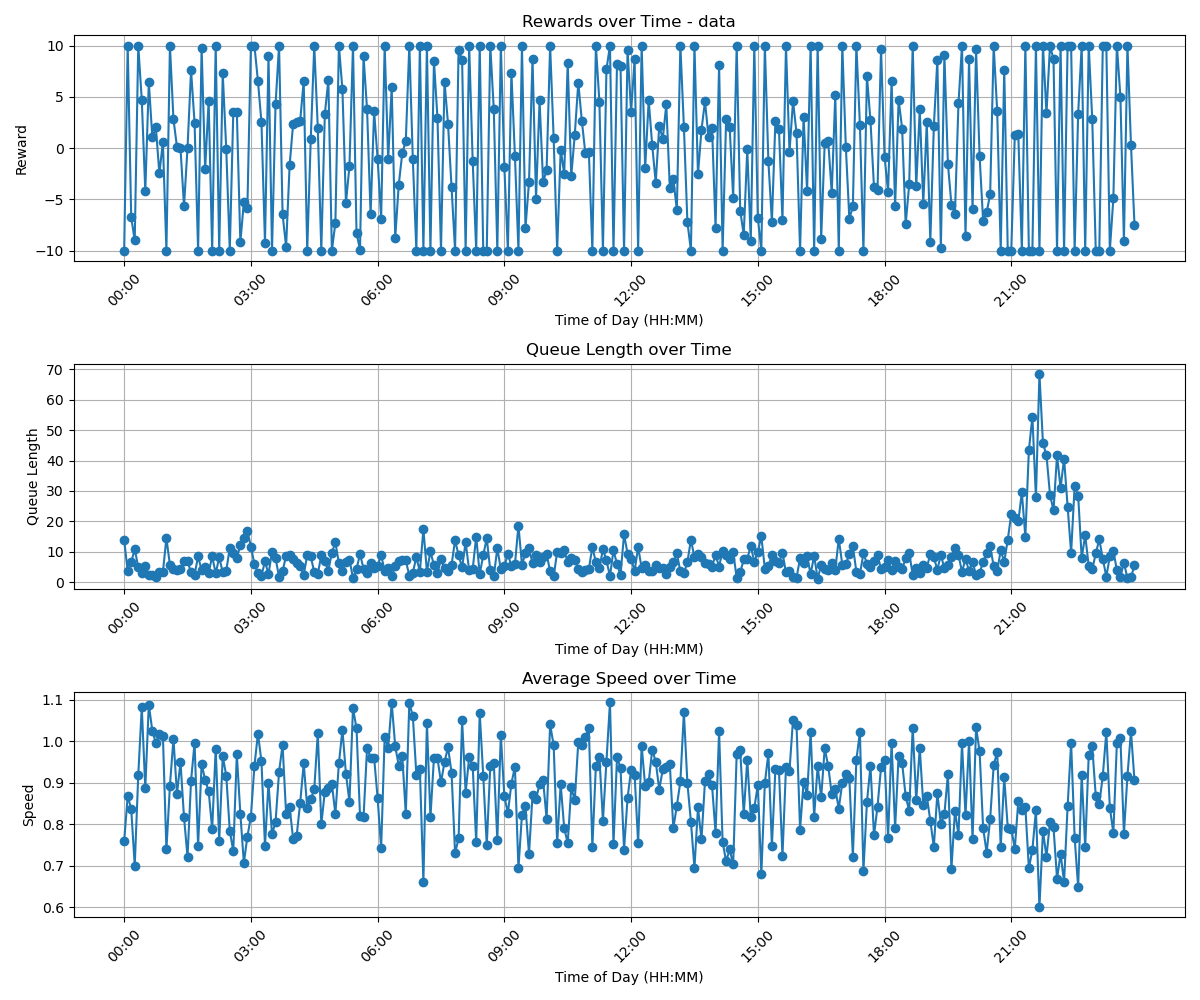 Rewards over Time - data
Reward
10
5
0
−5
−10
00:00 03:00 06:00 09:00 12:00 15:00 18:00 21:00
Time of Day (HH:MM)
Queue Length over Time
Queue Length
70
60
50
40
30
20
10
0
00:00 03:00 06:00 09:00 12:00 15:00 18:00 21:00
Time of Day (HH:MM)
Average Speed over Time
Speed
1.1
1.0
0.9
0.8
0.7
0.6
00:00 03:00 06:00 09:00 12:00 15:00 18:00 21:00
Time of Day (HH:MM)